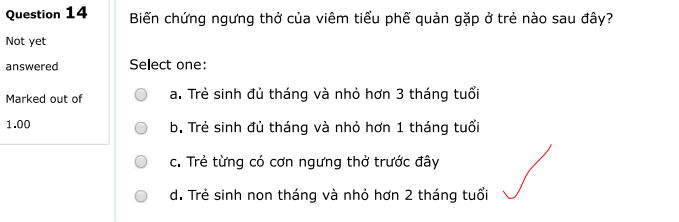 Question 14
Not yet
answered
Marked out of
1.00
Biến chứng ngưng thở của viêm tiểu phế quản gặp ở trẻ nào sau đây?
Select one:
a. Trẻ sinh đủ tháng và nhỏ hơn 3 tháng tuổi
b. Trẻ sinh đủ tháng và nhỏ hơn 1 tháng tuổi
c. Trẻ từng có cơn ngưng thở trước đây
d. Trẻ sinh non tháng và nhỏ hơn 2 tháng tuổi